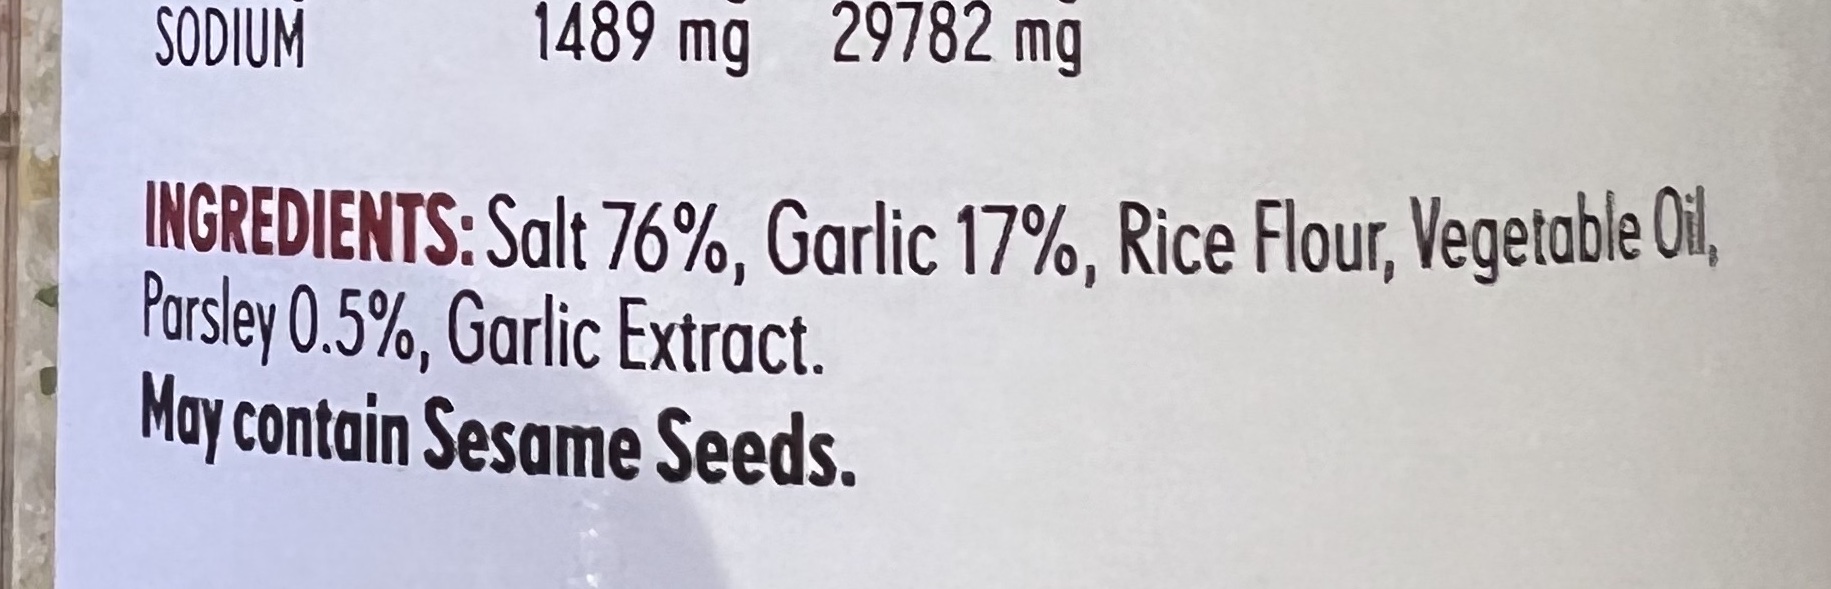 SODIUM 1489 mg 29782 mg
INGREDIENTS: Salt 76%, Garlic 17%, Rice Flour, Vegetable Oil,
Parsley 0.5%, Garlic Extract.
May contain Sesame Seeds.